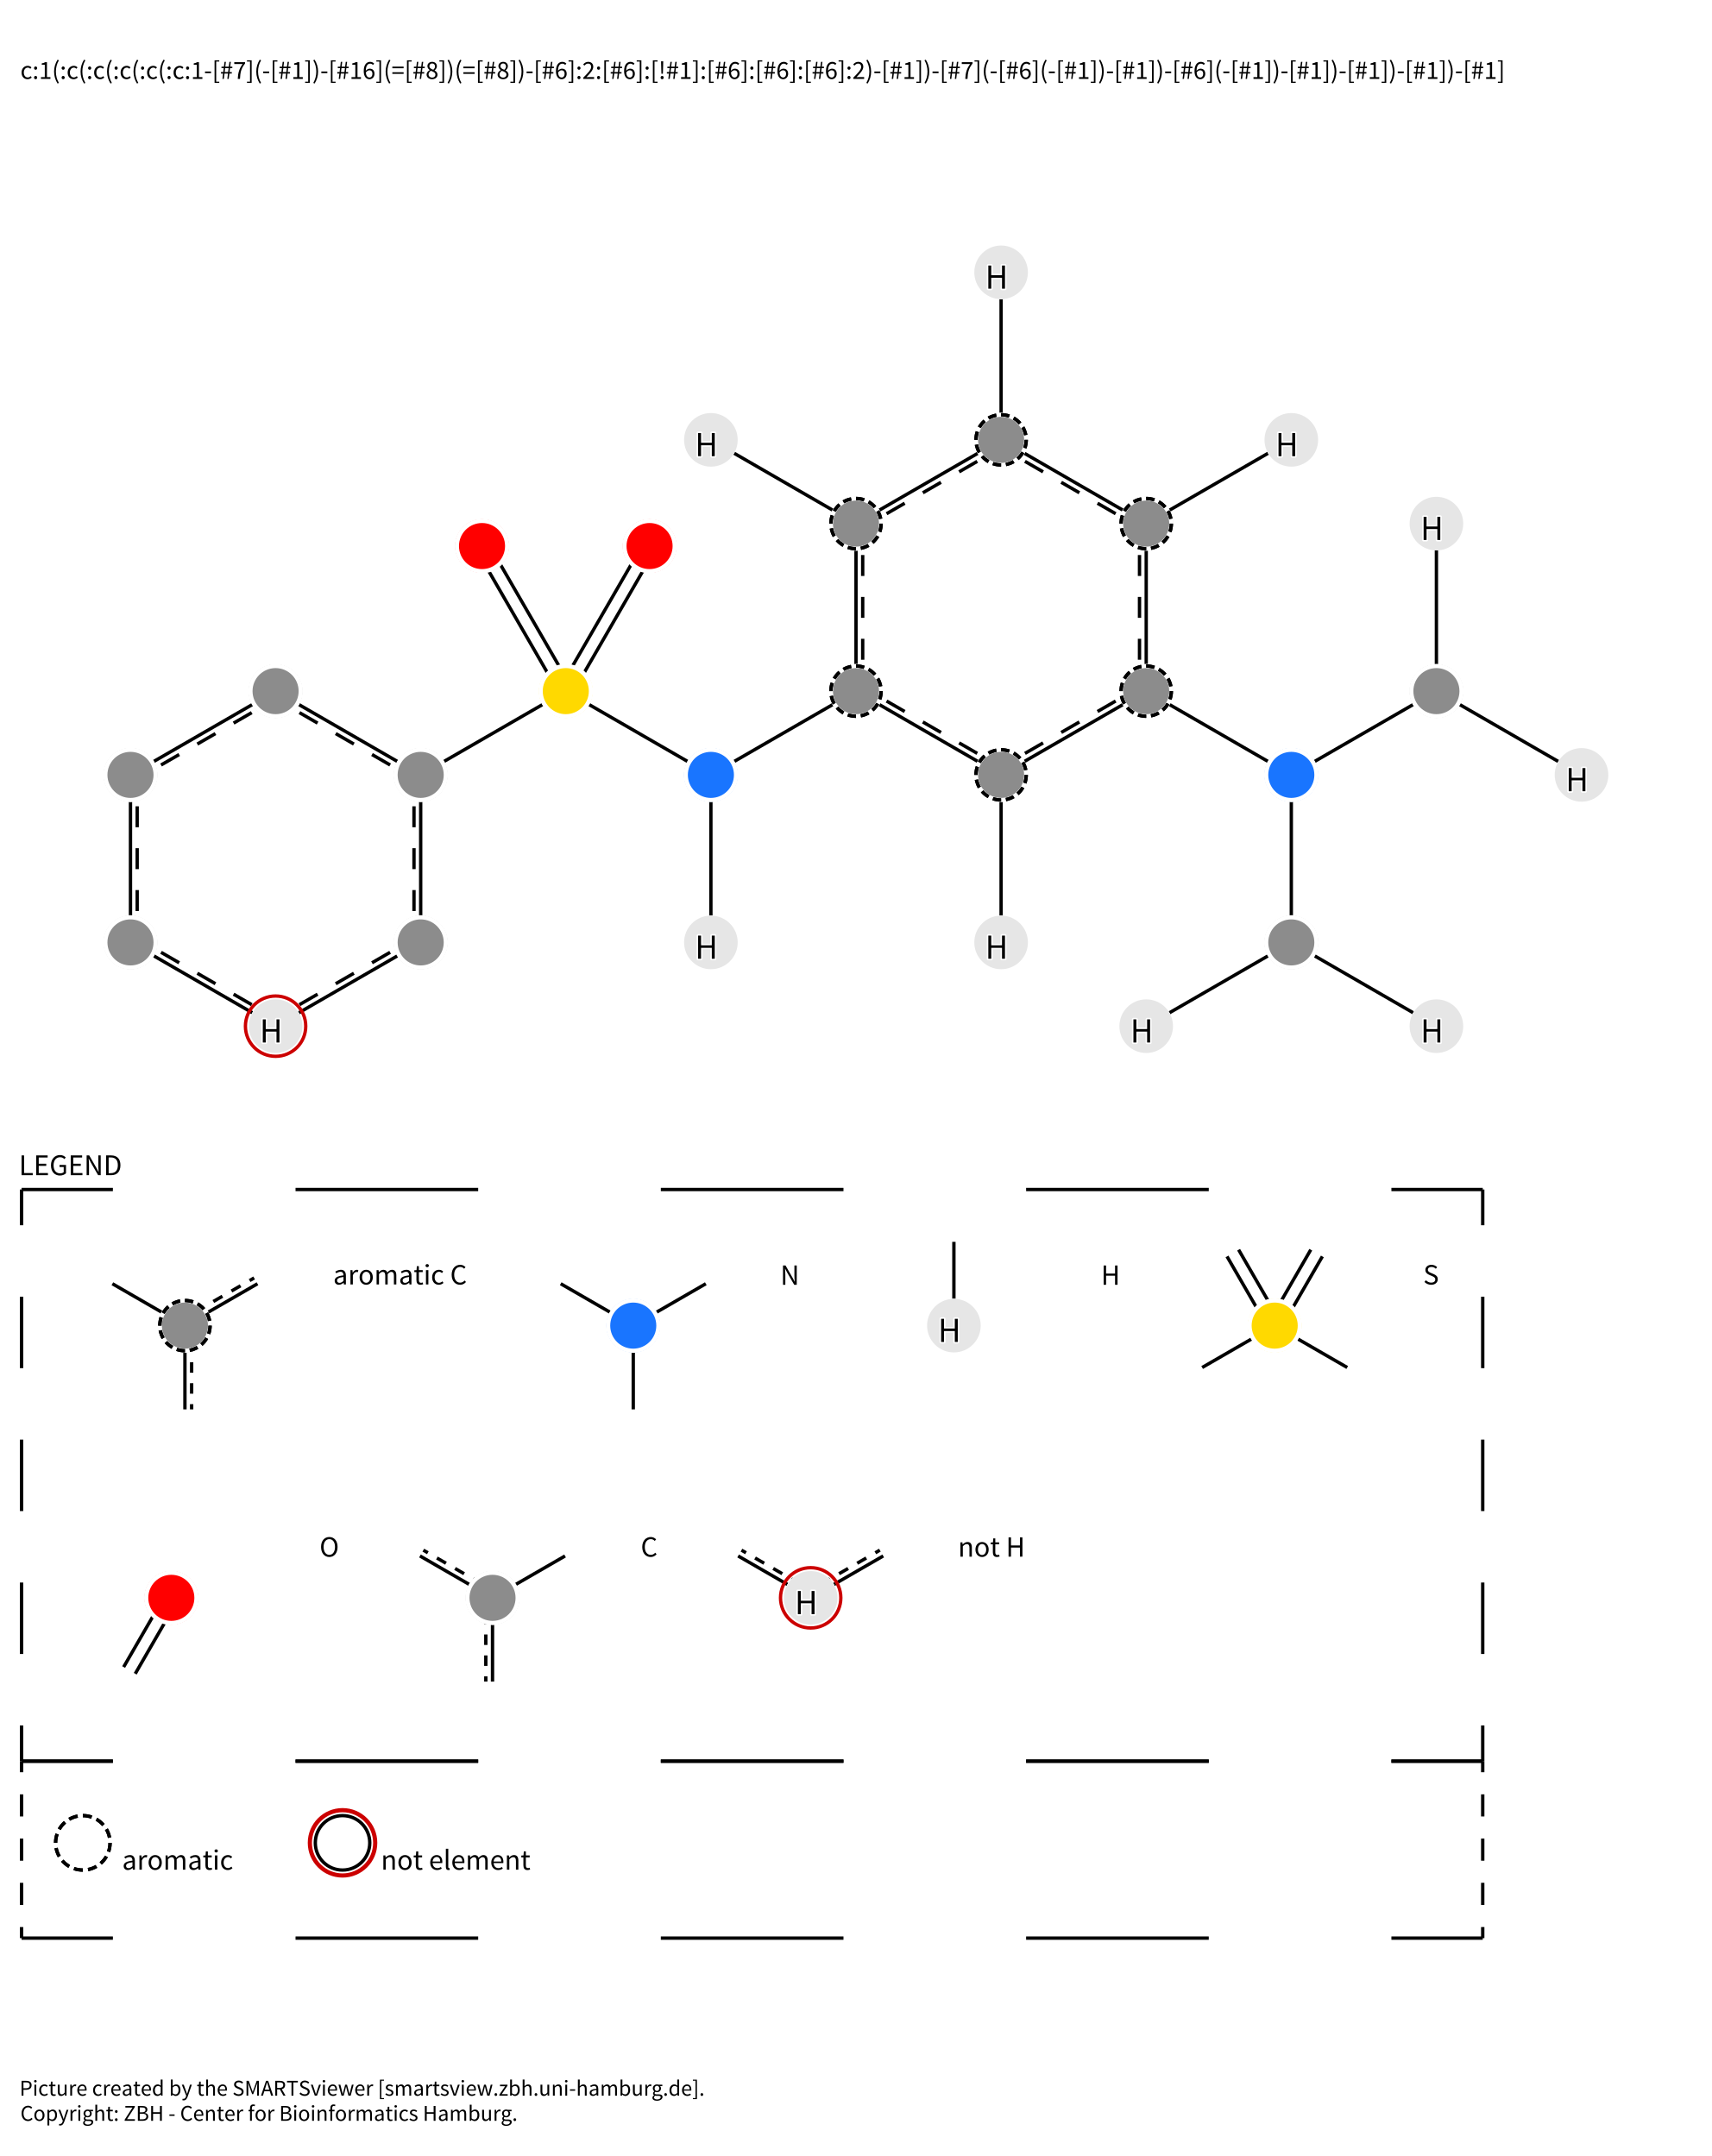 c:1(:c(:c(:c(:c(:c:1-[#7](-[#1])-[#16](=[#8])(=[#8])-[#6]:2:[#6]:[!#1]:[#6]:[#6]:[#6]:2)-[#1])-[#7](-[#6](-[#1])-[#1])-[#6](-[#1])-[#1])-[#1])-[#1])-[#1]
H
H H
H
H
H H
H H H
LEGEND
aromatic C N H S
H
O C not H
H
aromatic not element
Picture created by the SMARTSviewer [smartsview.zbh.uni-hamburg.de].
Copyright: ZBH - Center for Bioinformatics Hamburg.